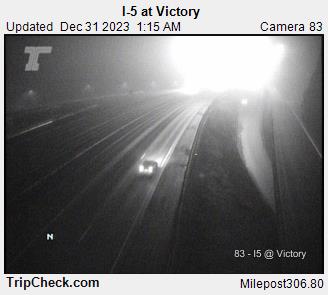 I-5 at Victory
Updated Dec 31 2023 1:15 AM Camera 83
T
N
83 - I5 @ Victory
TripCheck.com Milepost306.80